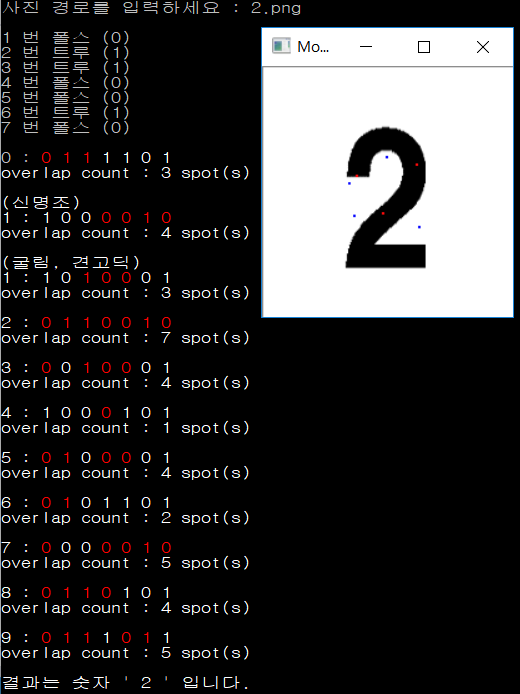 사진 경로를 입력하세요 : 2.png
1 번 폴스 (0)
2 번 트루 (1)
3 번 트루 (1)
4 번 폴스 (0)
5 번 폴스 (0)
6 번 트루 (1)
7 번 폴스 (0)
0 : 0 1 1 1 1 0 1
overlap count : 3 spot(s)
(신명조)
1 : 1 0 0 0 0 1 0
overlap count : 4 spot(s)
(굴림, 견고딕)
1 : 1 0 1 0 0 0 1
overlap count : 3 spot(s)
2 : 0 1 1 0 0 1 0
overlap count : 7 spot(s)
3 : 0 0 1 0 0 0 1
overlap count : 4 spot(s)
4 : 1 0 0 0 1 0 1
overlap count : 1 spot(s)
5 : 0 1 0 0 0 0 1
overlap count : 4 spot(s)
6 : 0 1 0 1 1 0 1
overlap count : 2 spot(s)
7 : 0 0 0 0 0 1 0
overlap count : 5 spot(s)
8 : 0 1 1 0 1 0 1
overlap count : 4 spot(s)
9 : 0 1 1 1 0 1 1
overlap count : 5 spot(s)
결과는 숫자 ' 2 ' 입니다.
Mo...
2